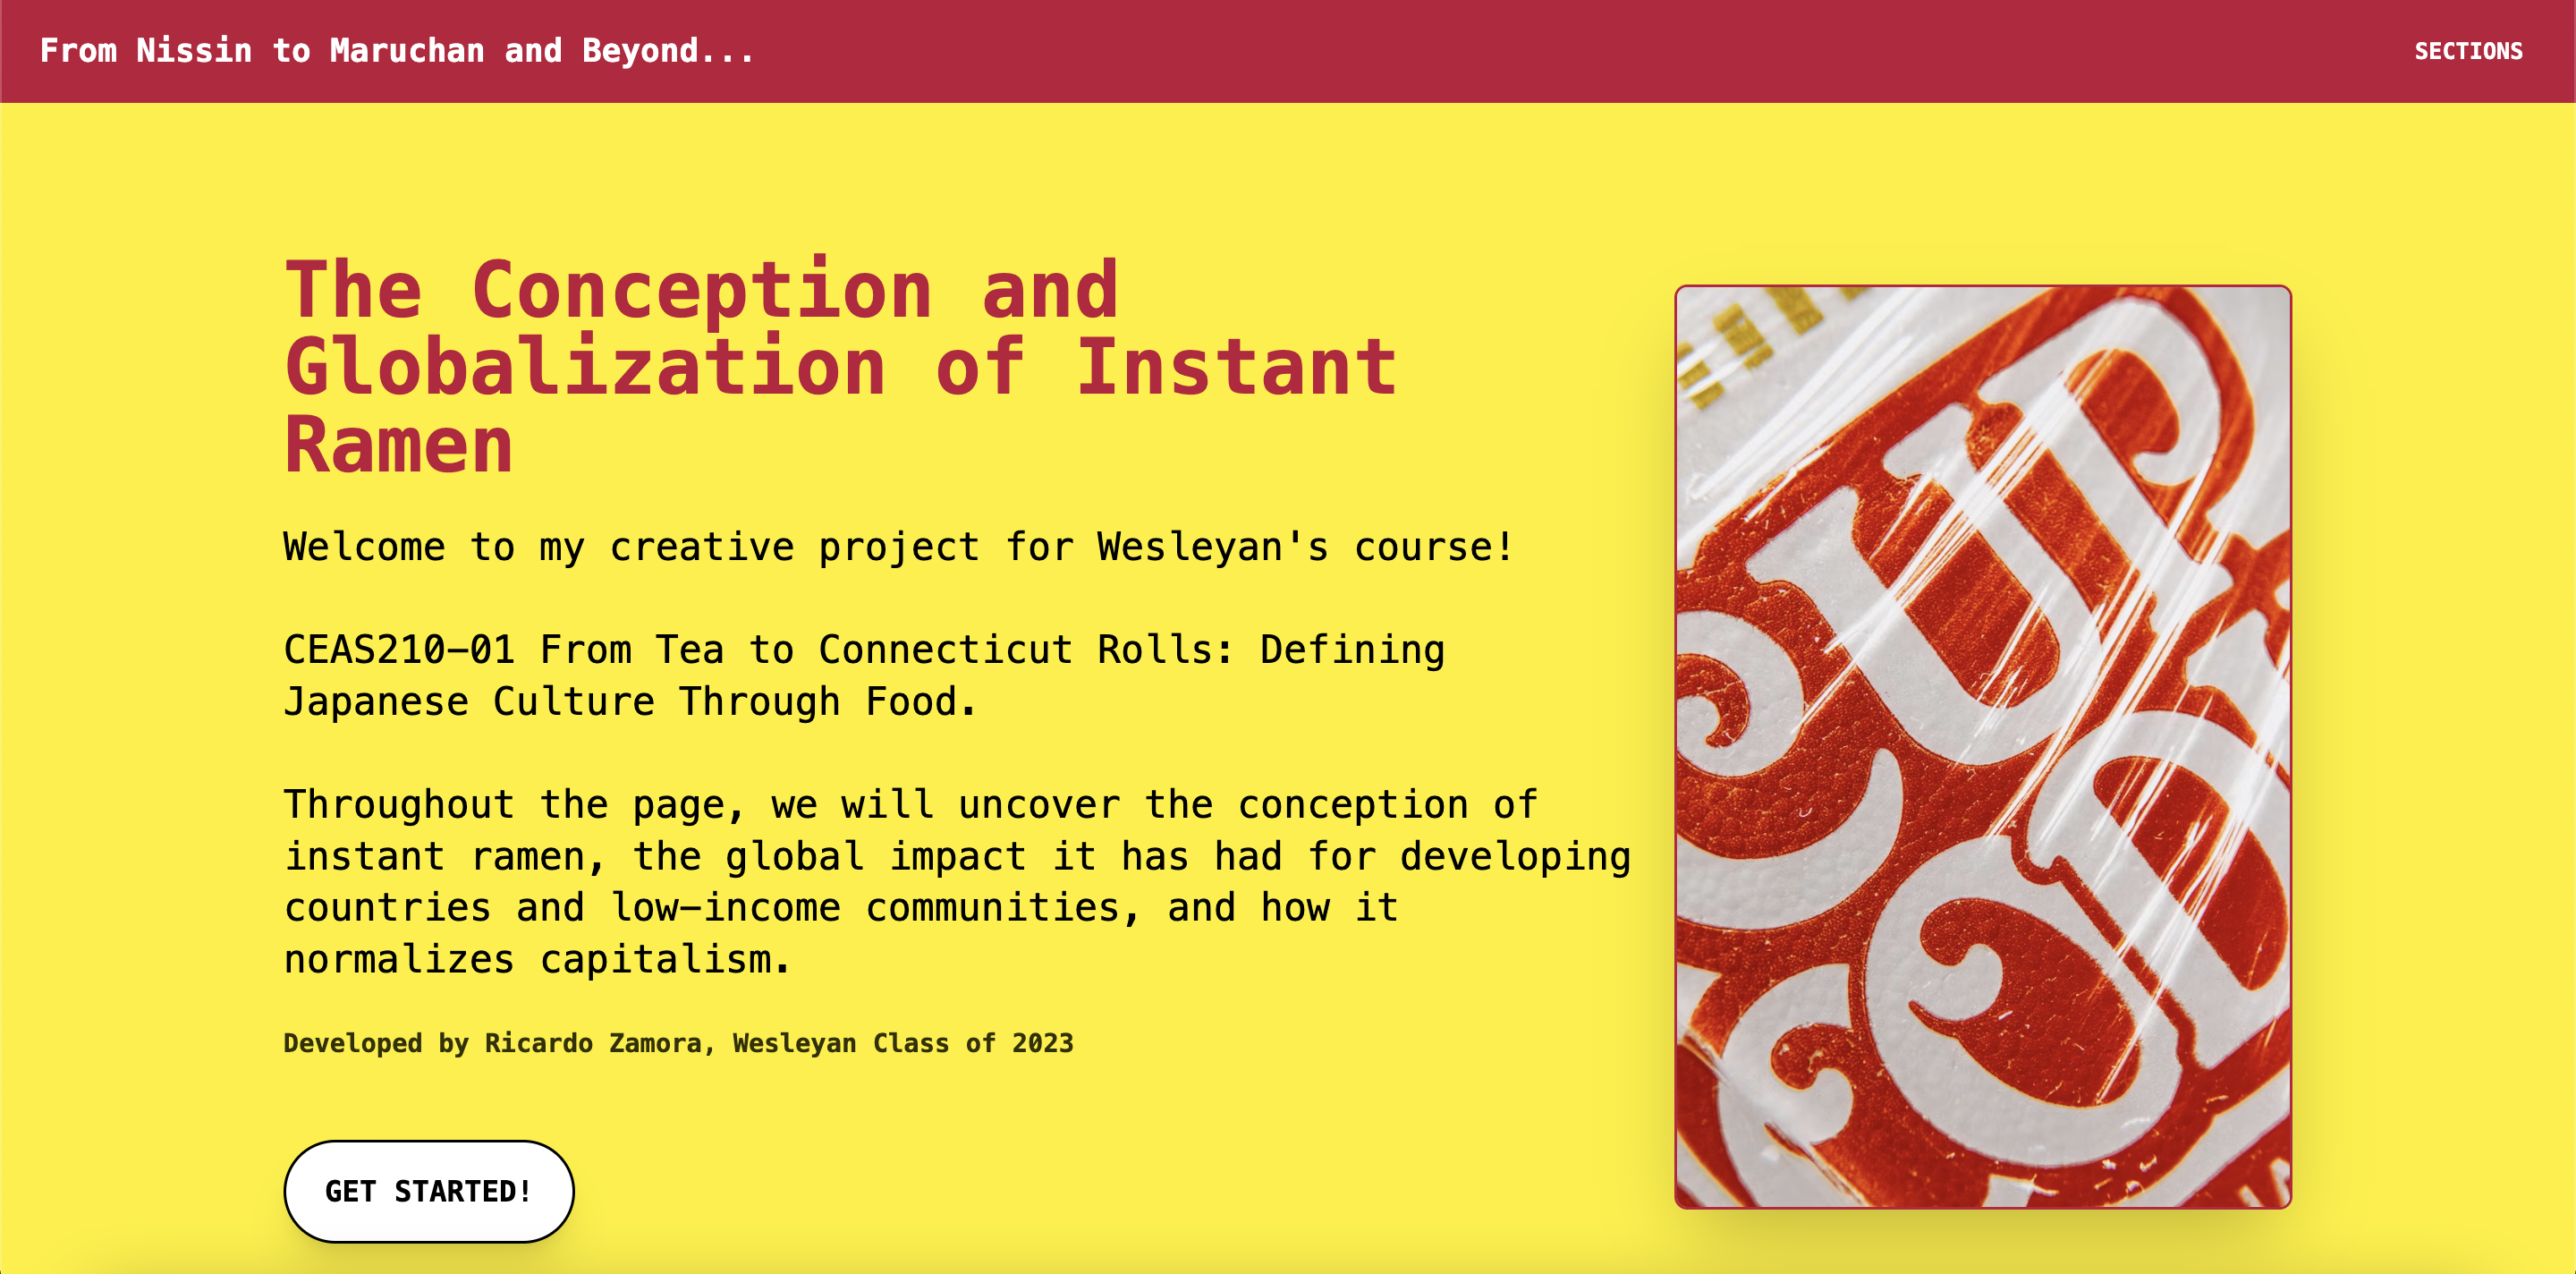 From Nissin to Maruchan and Beyond...
SECTIONS
The Conception and
Globalization of Instant
Ramen
Welcome to my creative project for Wesleyan's course!
CEAS210-01 From Tea to Connecticut Rolls: Defining
Japanese Culture Through Food.
Throughout the page, we will uncover the conception of
instant ramen, the global impact it has had for developing
countries and low-income communities, and how it
normalizes capitalism.
Developed by Ricardo Zamora, Wesleyan Class of 2023
GET STARTED!
CUP